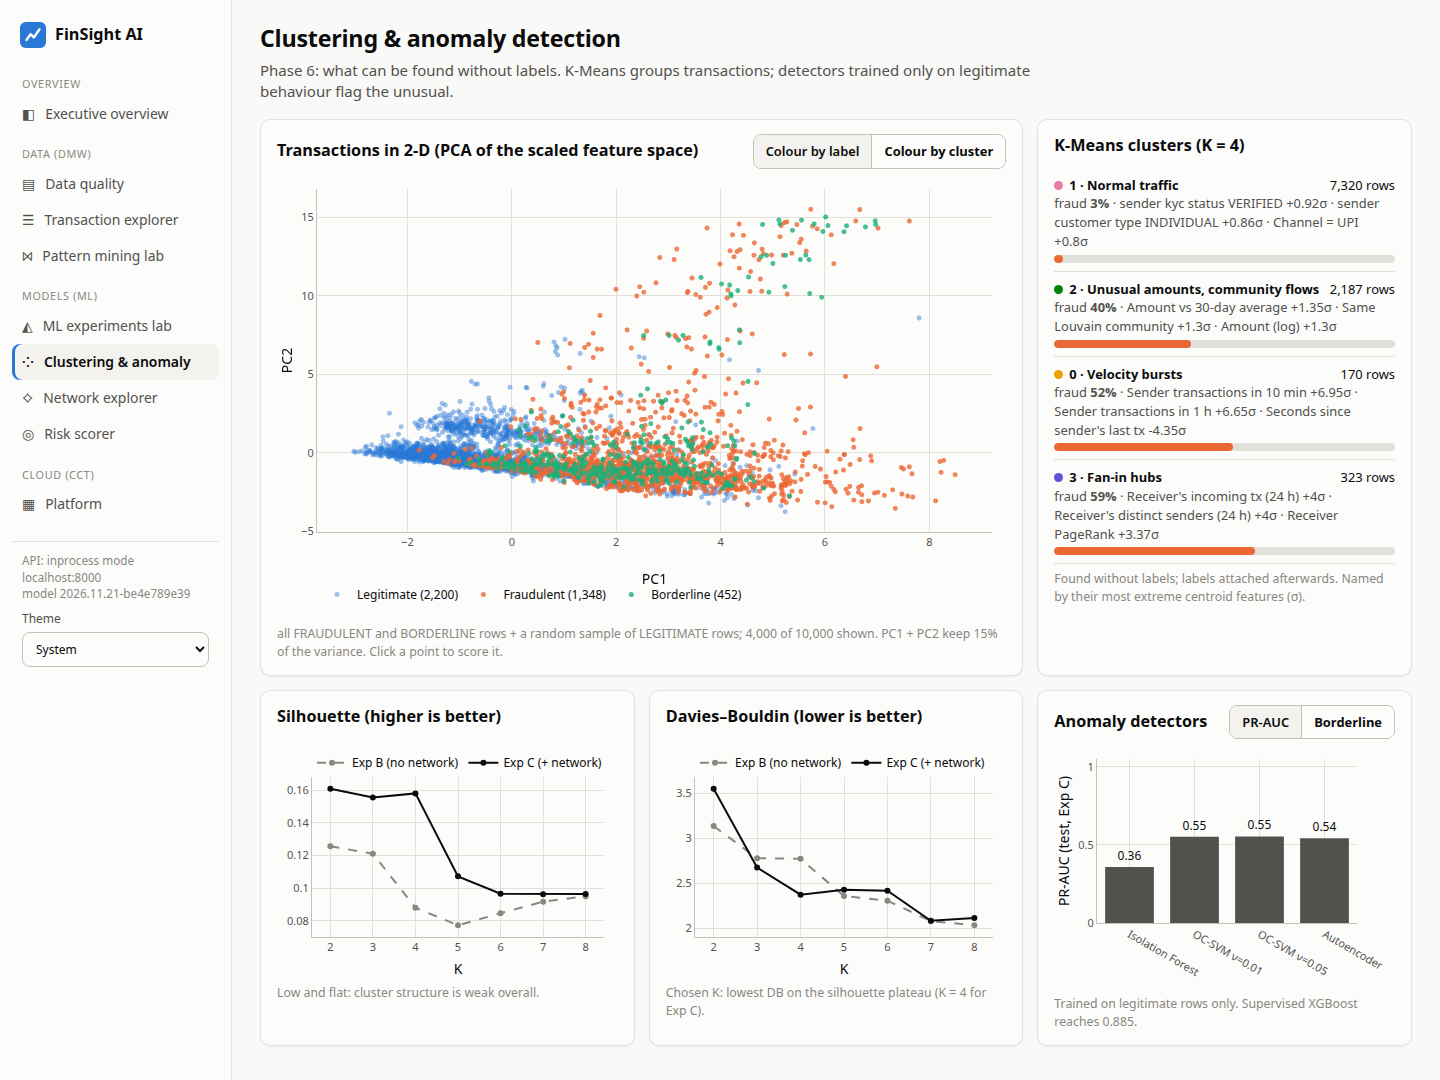 FinSight AI
OVERVIEW
Executive overview
DATA (DMW)
Data quality
Transaction explorer
Pattern mining lab
MODELS (ML)
ML experiments lab
Clustering & anomaly
Network explorer
Risk scorer
CLOUD (CCT)
Platform
API: inprocess mode
localhost:8000
model 2026.11.21-be4e789e39
Theme
System
Clustering & anomaly detection
Phase 6: what can be found without labels. K-Means groups transactions; detectors trained only on legitimate
behaviour flag the unusual.
Transactions in 2-D (PCA of the scaled feature space)
Colour by label
Colour by cluster
15
10
5
0
−5
PC2
−2
0
2
4
6
8
PC1
Legitimate (2,200)
Fraudulent (1,348)
Borderline (452)
all FRAUDULENT and BORDERLINE rows + a random sample of LEGITIMATE rows; 4,000 of 10,000 shown. PC1 + PC2 keep 15%
of the variance. Click a point to score it.
K-Means clusters (K = 4)
1 · Normal traffic 7,320 rows
fraud 3% · sender kyc status VERIFIED +0.92σ · sender
customer type INDIVIDUAL +0.86σ · Channel = UPI
+0.8σ
2 · Unusual amounts, community flows 2,187 rows
fraud 40% · Amount vs 30-day average +1.35σ · Same
Louvain community +1.3σ · Amount (log) +1.3σ
0 · Velocity bursts 170 rows
fraud 52% · Sender transactions in 10 min +6.95σ ·
Sender transactions in 1 h +6.65σ · Seconds since
sender's last tx -4.35σ
3 · Fan-in hubs 323 rows
fraud 59% · Receiver's incoming tx (24 h) +4σ ·
Receiver's distinct senders (24 h) +4σ · Receiver
PageRank +3.37σ
Found without labels; labels attached afterwards. Named
by their most extreme centroid features (σ).
Silhouette (higher is better)
Exp B (no network)
Exp C (+ network)
0.16
0.14
0.12
0.1
0.08
2
3
4
5
6
7
8
K
Low and flat: cluster structure is weak overall.
Davies–Bouldin (lower is better)
Exp B (no network)
Exp C (+ network)
3.5
3
2.5
2
2
3
4
5
6
7
8
K
Chosen K: lowest DB on the silhouette plateau (K = 4 for
Exp C).
Anomaly detectors
PR-AUC
Borderline
PR-AUC (test, Exp C)
1
0.5
0
0.36
0.55
0.55
0.54
Isolation Forest
OC-SVM ν=0.01
OC-SVM ν=0.05
Autoencoder
Trained on legitimate rows only. Supervised XGBoost
reaches 0.885.